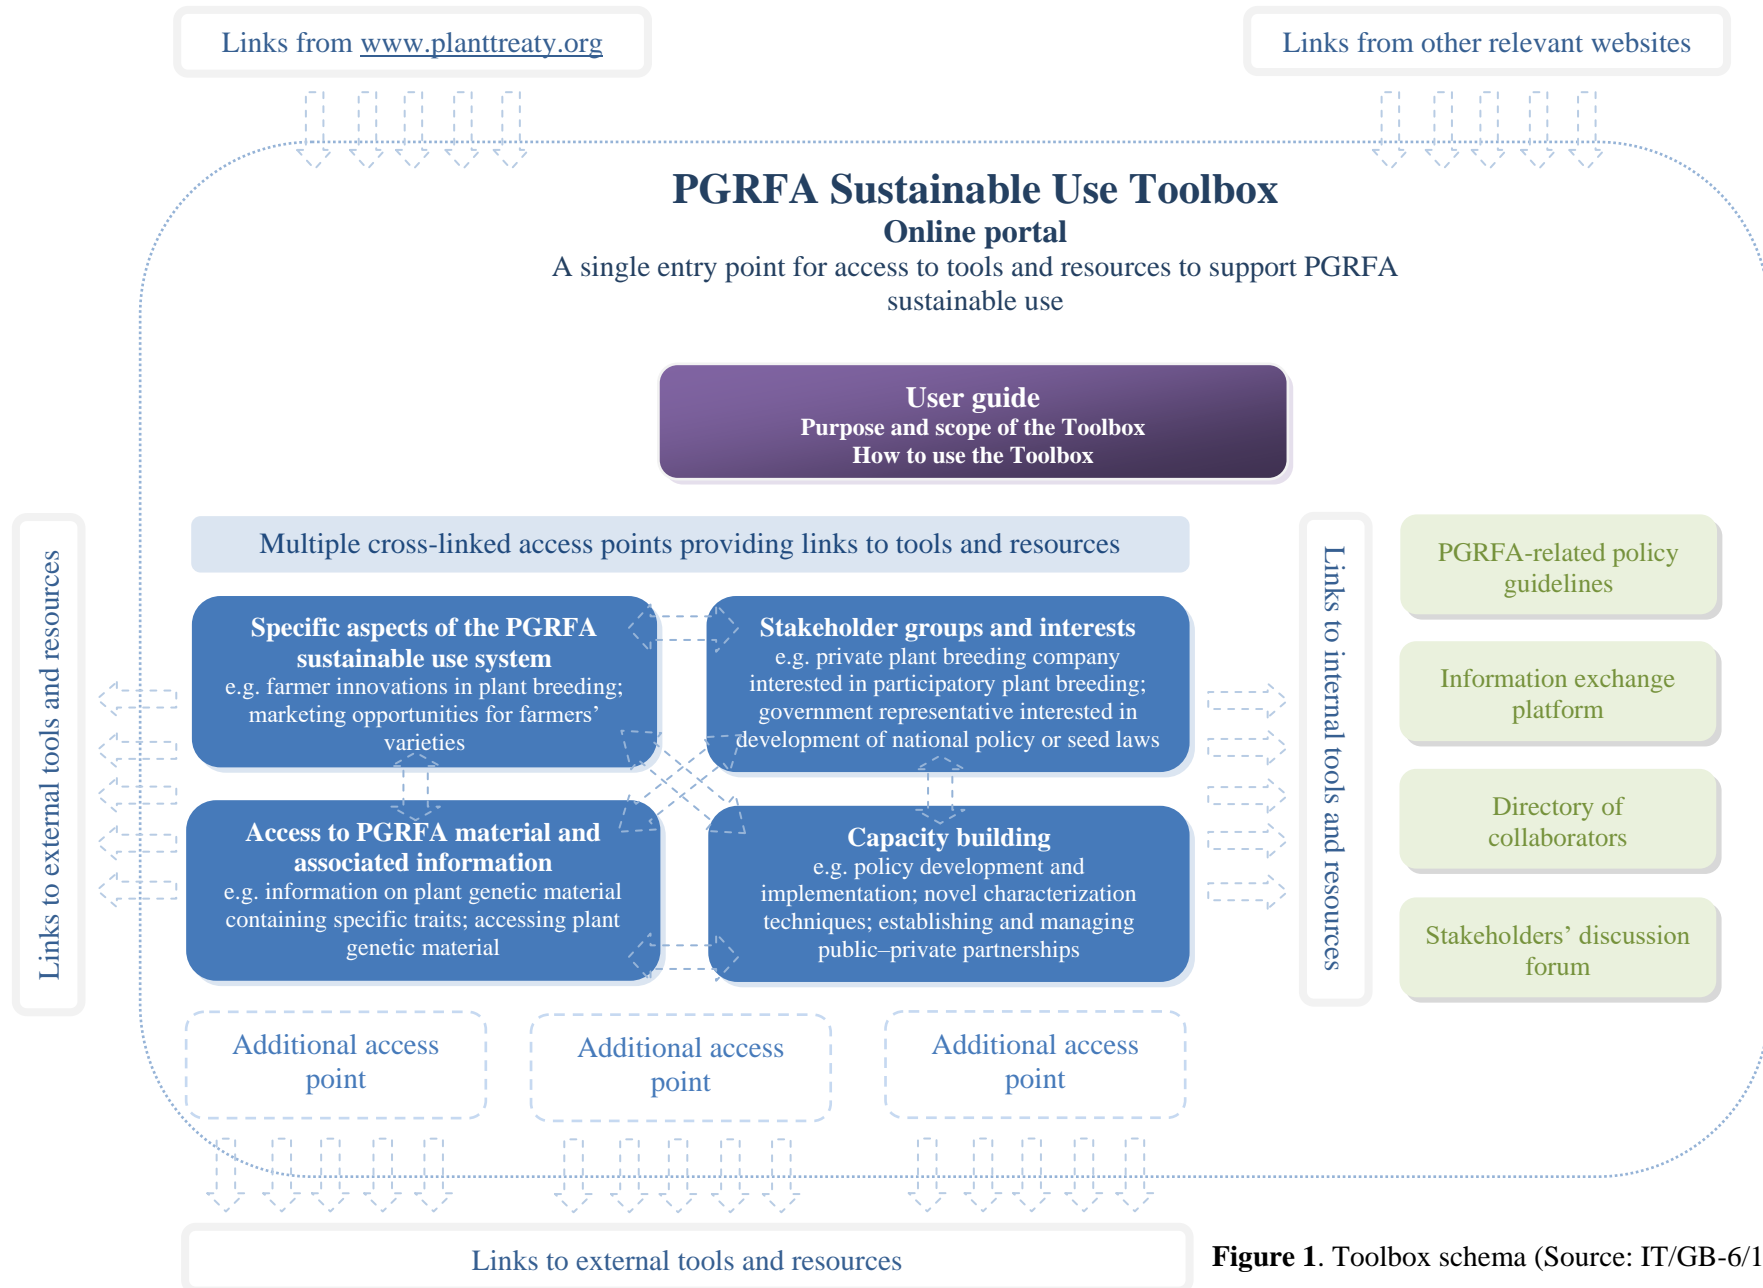 Links from www.planttreaty.org
Links from other relevant websites
PGRFA Sustainable Use Toolbox
Online portal
A single entry point for access to tools and resources to support PGRFA
sustainable use
User guide
Purpose and scope of the Toolbox
How to use the Toolbox
Links to external tools and resources
Multiple cross-linked access points providing links to tools and resources
Specific aspects of the PGRFA
sustainable use system
e.g. farmer innovations in plant breeding;
marketing opportunities for farmers’
varieties
Stakeholder groups and interests
e.g. private plant breeding company
interested in participatory plant breeding;
government representative interested in
development of national policy or seed laws
Access to PGRFA material and
associated information
e.g. information on plant genetic material
containing specific traits; accessing plant
genetic material
Capacity building
e.g. policy development and
implementation; novel characterization
techniques; establishing and managing
public–private partnerships
Links to internal tools and resources
PGRFA-related policy
guidelines
Information exchange
platform
Directory of
collaborators
Stakeholders’ discussion
forum
Additional access
point
Additional access
point
Additional access
point
Links to external tools and resources
Figure 1. Toolbox schema (Source: IT/GB-6/1